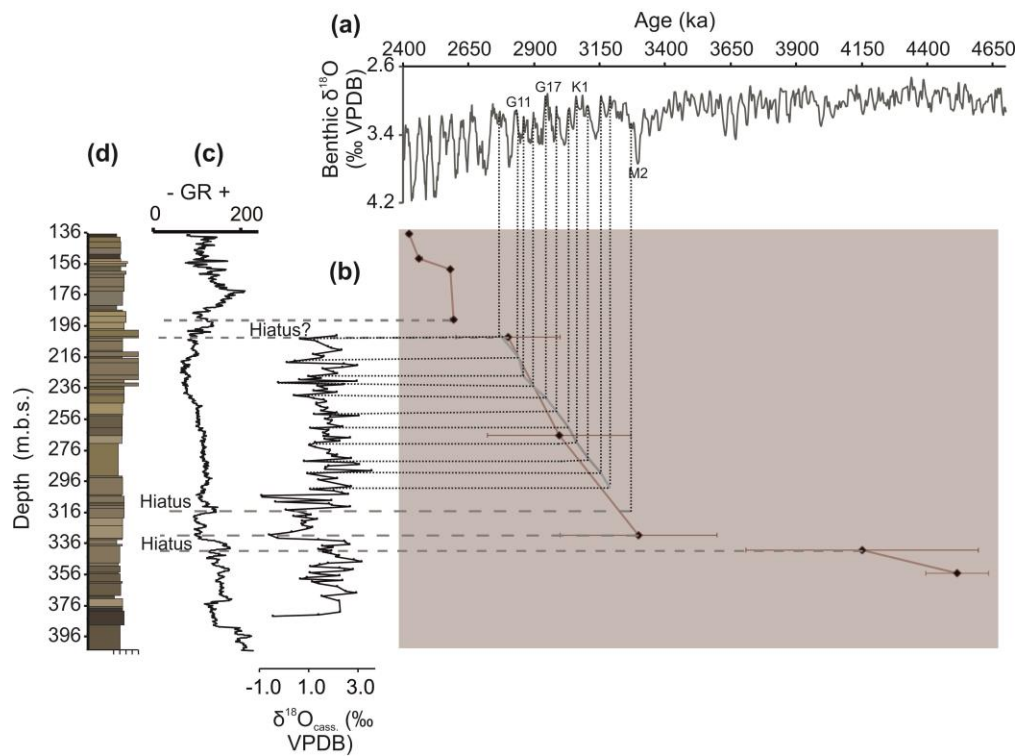 (a)
Age (ka)
2400 2650 2900 3150 3400 3650 3900 4150 4400 4650
Benthic δ18O
(‰ VPDB)
2.6
3.4
4.2
G11
G17
K1
M2
(d)
(c)
- GR +
0 200
(b)
Depth (m.b.s.)
136
156
176
196
216
236
256
276
296
316
336
356
376
396
Hiatus?
Hiatus
Hiatus
-1.0 1.0 3.0
δ18Ocass. (‰
VPDB)